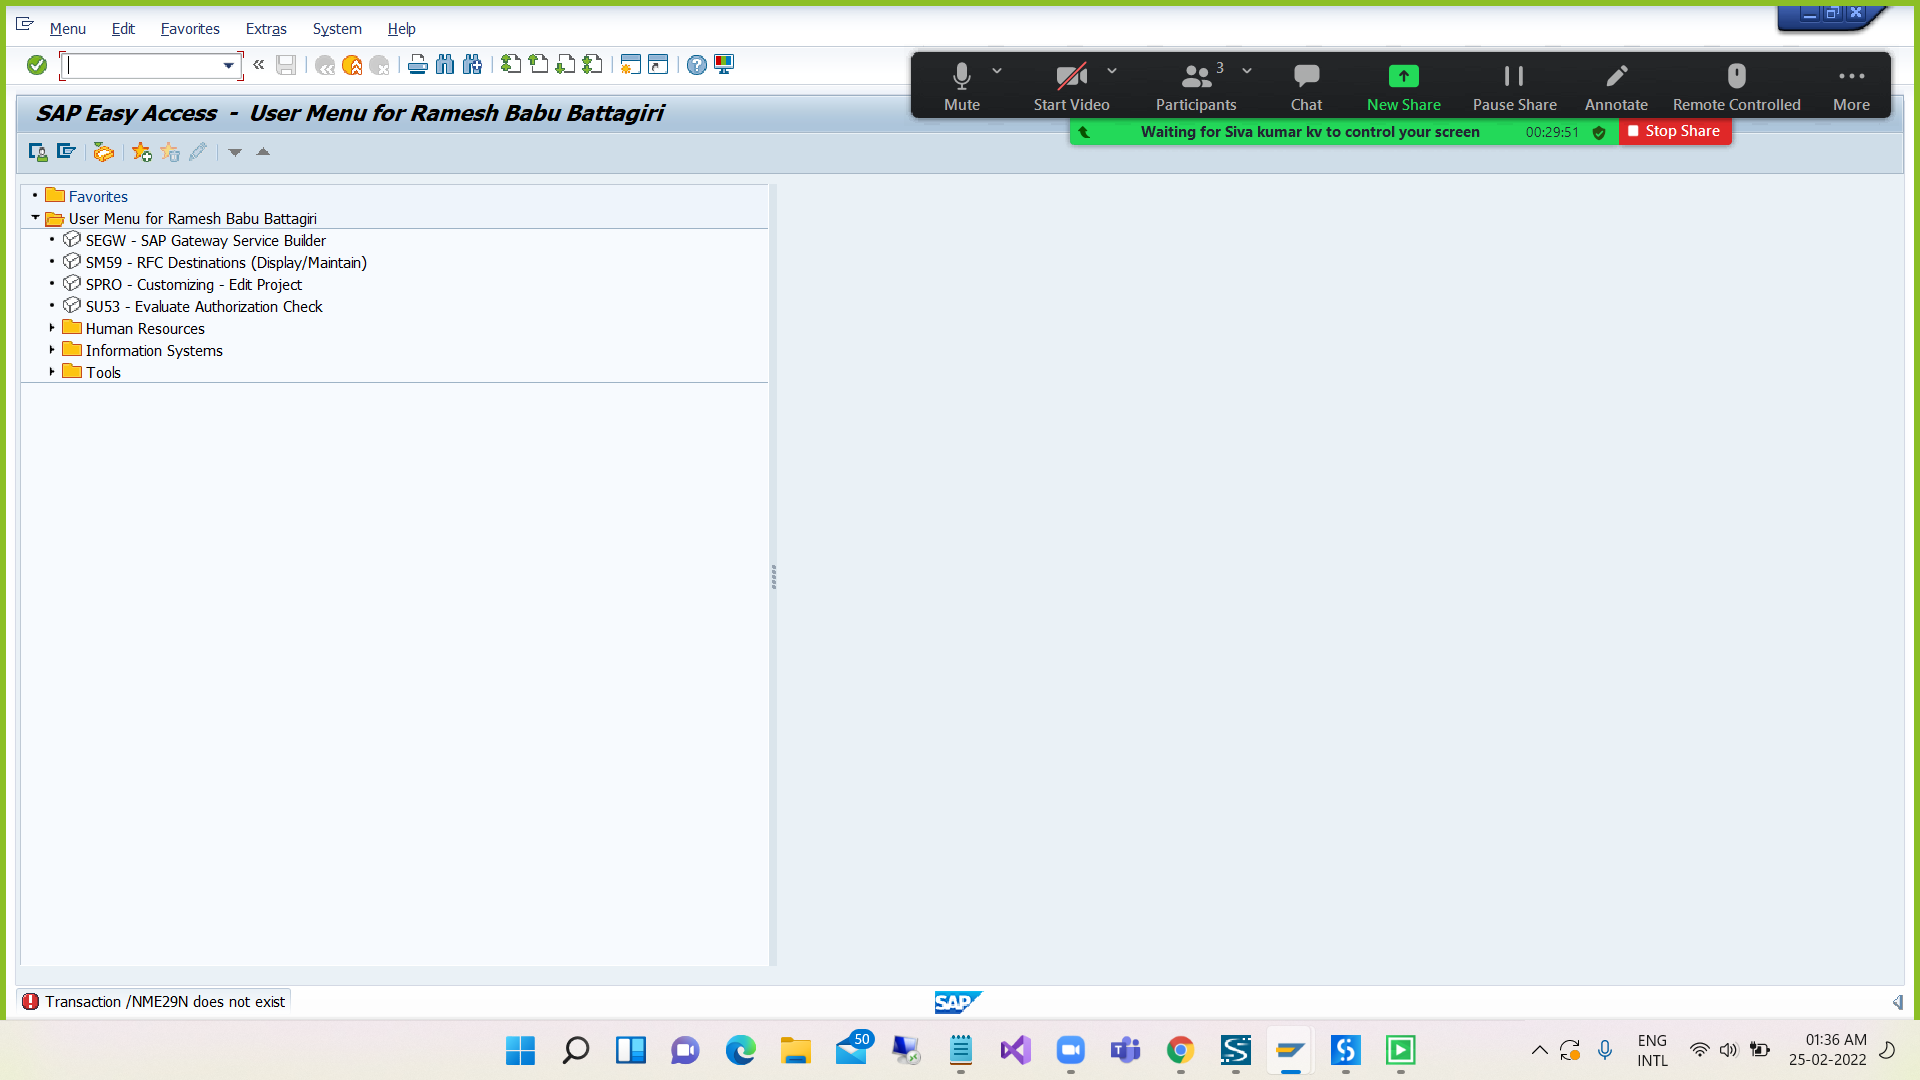 Menu Edit Favorites Extras System Help
SAP Easy Access - User Menu for Ramesh Babu Battagiri
Mute Start Video Participants 3 Chat New Share Pause Share Annotate Remote Controlled More
Waiting for Siva kumar kv to control your screen 00:29:51 Stop Share
Favorites
User Menu for Ramesh Babu Battagiri
SEGW - SAP Gateway Service Builder
SM59 - RFC Destinations (Display/Maintain)
SPRO - Customizing - Edit Project
SU53 - Evaluate Authorization Check
Human Resources
Information Systems
Tools
Transaction /NME29N does not exist
SAP
50
ENG
INTL
01:36 AM
25-02-2022